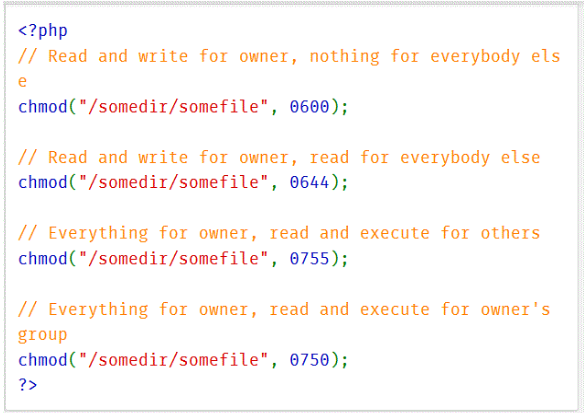 <?php
// Read and write for owner, nothing for everybody els
e
chmod("/somedir/somefile", 0600);
// Read and write for owner, read for everybody else
chmod("/somedir/somefile", 0644);
// Everything for owner, read and execute for others
chmod("/somedir/somefile", 0755);
// Everything for owner, read and execute for owner's
group
chmod("/somedir/somefile", 0750);
?>